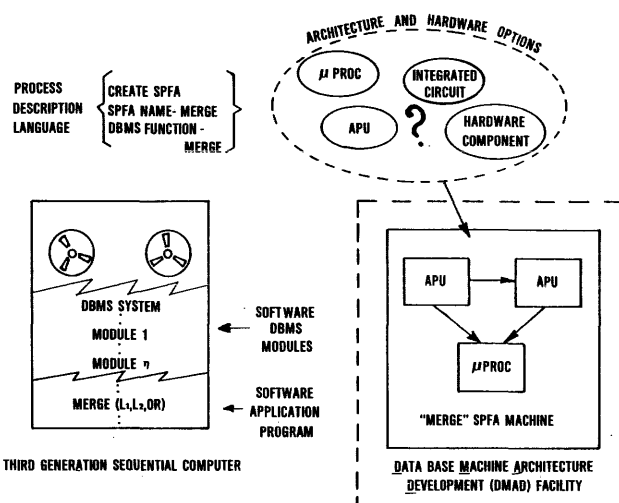 ARCHITECTURE AND HARDWARE OPTIONS
μ PROC
INTEGRATED
CIRCUIT
APU
?
HARDWARE
COMPONENT
PROCESS
DESCRIPTION
LANGUAGE
CREATE SPFA
SPFA NAME- MERGE
DBMS FUNCTION -
MERGE
DBMS SYSTEM
MODULE 1
MODULE η
MERGE (L₁,L₂,OR)
SOFTWARE
DBMS
MODULES
SOFTWARE
APPLICATION
PROGRAM
THIRD GENERATION SEQUENTIAL COMPUTER
APU
APU
μPROC
"MERGE" SPFA MACHINE
DATA BASE MACHINE ARCHITECTURE
DEVELOPMENT (DMAD) FACILITY